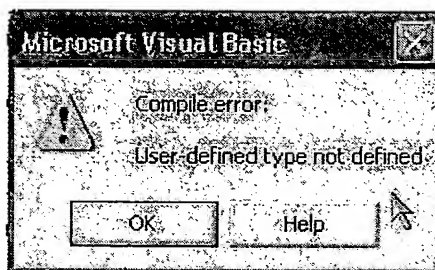 Microsoft Visual Basic
Compile error:
User-defined type not defined
OK
Help